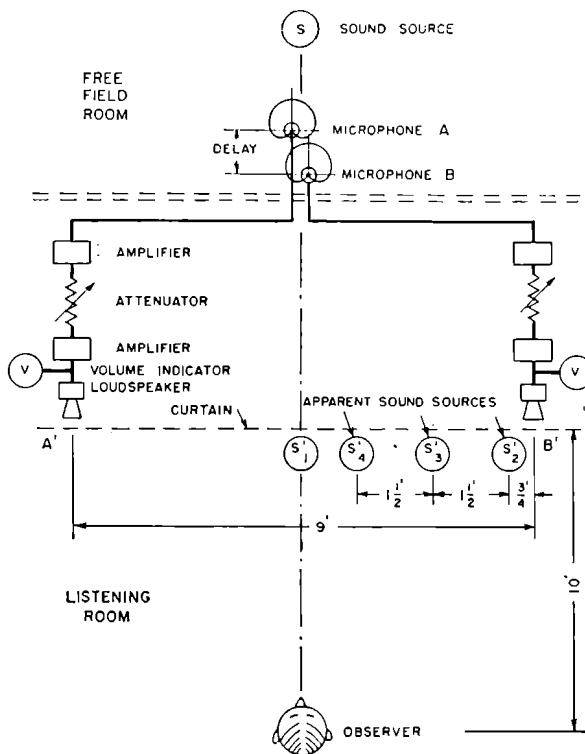 S SOUND SOURCE
FREE
FIELD
ROOM
MICROPHONE A
DELAY
MICROPHONE B
AMPLIFIER
ATTENUATOR
AMPLIFIER
V VOLUME INDICATOR V
LOUDSPEAKER
CURTAIN APPARENT SOUND SOURCES
A' B'
S'1 S'4 S'3 S'2
1 1/2' 1 1/2' 3/4'
9'
10'
LISTENING
ROOM
OBSERVER